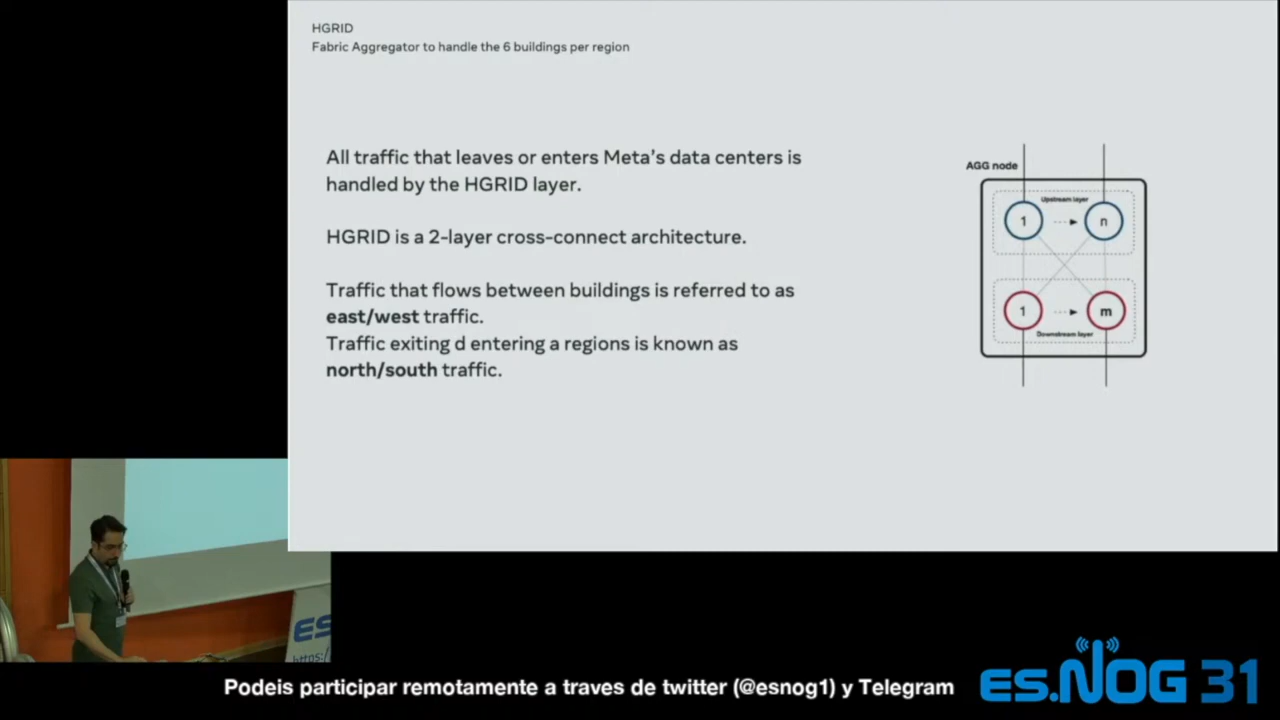 HGRID
Fabric Aggregator to handle the 6 buildings per region
All traffic that leaves or enters Meta's data centers is
handled by the HGRID layer.
HGRID is a 2-layer cross-connect architecture.
Traffic that flows between buildings is referred to as
east/west traffic.
Traffic exiting d entering a regions is known as
north/south traffic.
AGG node
Upstream layer
1
n
1
m
Downstream layer
ES
https:/
Podeis participar remotamente a traves de twitter (@esnog1) y Telegram
ES.NOG 31